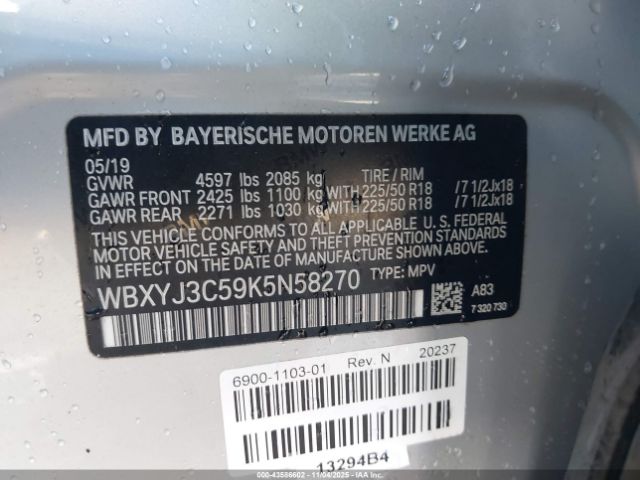 MFD BY BAYERISCHE MOTOREN WERKE AG
05/19
GVWR 4597 lbs 2085 kg TIRE / RIM
GAWR FRONT 2425 lbs 1100 kg WITH 225/50 R18 /7 1/2Jx18
GAWR REAR 2271 lbs 1030 kg WITH 225/50 R18 /7 1/2Jx18
THIS VEHICLE CONFORMS TO ALL APPLICABLE U.S. FEDERAL
MOTOR VEHICLE SAFETY AND THEFT PREVENTION STANDARDS
IN EFFECT ON THE DATE OF MANUFACTURE SHOWN ABOVE.
WBXYJ3C59K5N58270 TYPE: MPV
A83
7 320 730
6900-1103-01 Rev. N 20237
13294B4
000-43586602 - 11/04/2025 - IAAI.COM